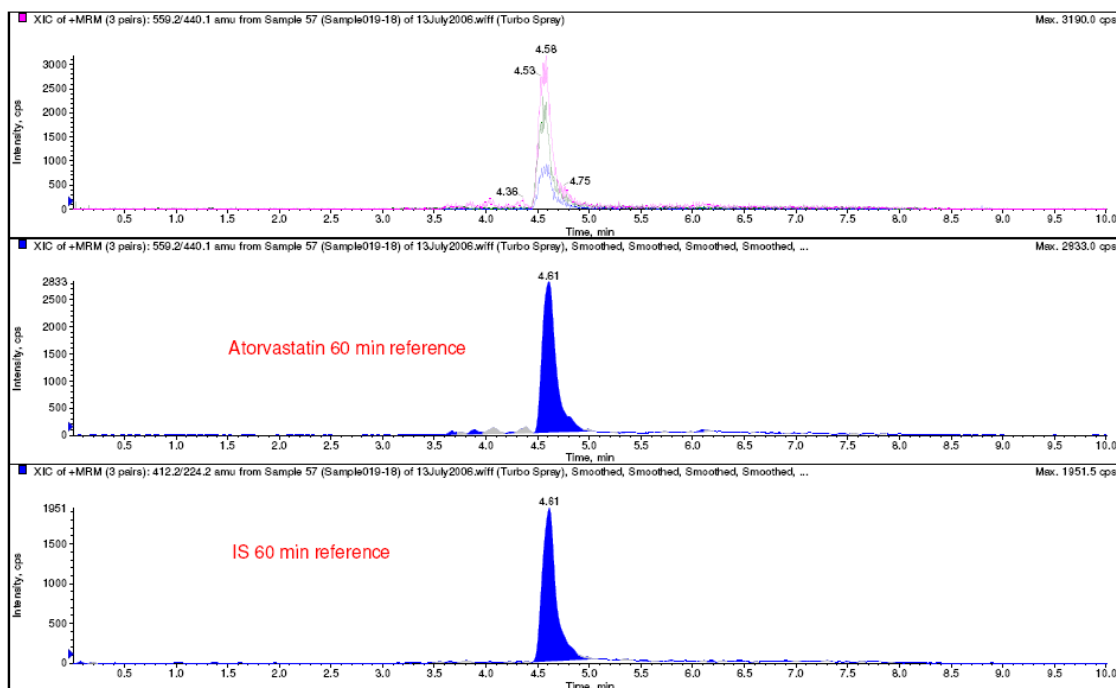 XIC of +MRM (3 pairs): 559.2/440.1 amu from Sample 57 (Sample019-18) of 13July2006.wiff (Turbo Spray) Max. 3190.0 cps.
4.58
4.53
4.36
4.75
Intensity, cps
3000
2500
2000
1500
1000
500
0
0.5 1.0 1.5 2.0 2.5 3.0 3.5 4.0 4.5 5.0 5.5 6.0 6.5 7.0 7.5 8.0 8.5 9.0 9.5 10.0
Time, min
XIC of +MRM (3 pairs): 559.2/440.1 amu from Sample 57 (Sample019-18) of 13July2006.wiff (Turbo Spray), Smoothed, Smoothed, Smoothed, Smoothed, ... Max. 2833.0 cps.
4.61
Intensity, cps
2833
2500
2000
1500
1000
500
0
Atorvastatin 60 min reference
0.5 1.0 1.5 2.0 2.5 3.0 3.5 4.0 4.5 5.0 5.5 6.0 6.5 7.0 7.5 8.0 8.5 9.0 9.5 10.0
Time, min
XIC of +MRM (3 pairs): 412.2/224.2 amu from Sample 57 (Sample019-18) of 13July2006.wiff (Turbo Spray), Smoothed, Smoothed, Smoothed, Smoothed, ... Max. 1951.5 cps.
4.61
Intensity, cps
1951
1500
1000
500
0
IS 60 min reference
0.5 1.0 1.5 2.0 2.5 3.0 3.5 4.0 4.5 5.0 5.5 6.0 6.5 7.0 7.5 8.0 8.5 9.0 9.5 10.0
Time, min